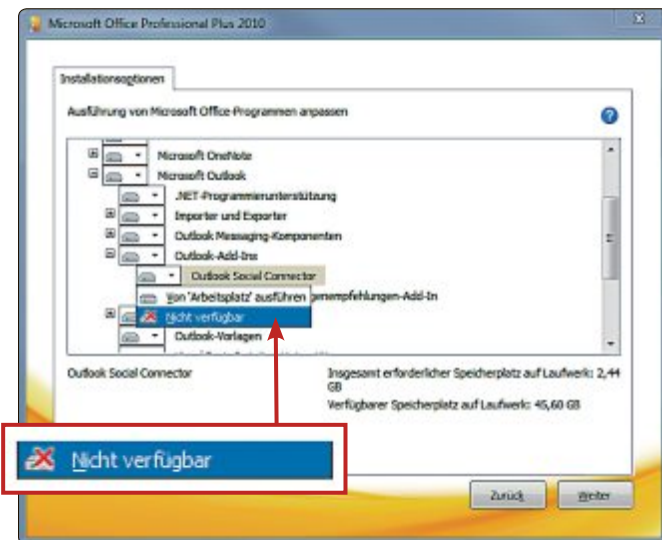 Microsoft Office Professional Plus 2010
Installationsoptionen
Ausführung von Microsoft Office-Programmen anpassen
Microsoft OneNote
Microsoft Outlook
.NET-Programmierunterstützung
Importer und Exporter
Outlook Messaging-Komponenten
Outlook-Add-Ins
Outlook Social Connector
Von 'Arbeitsplatz' ausführen
enempfehlungen-Add-In
Nicht verfügbar
Outlook-Vorlagen
Outlook Social Connector
Insgesamt erforderlicher Speicherplatz auf Laufwerk: 2,44
GB
Verfügbarer Speicherplatz auf Laufwerk: 45,60 GB
Nicht verfügbar
Zurück
Weiter